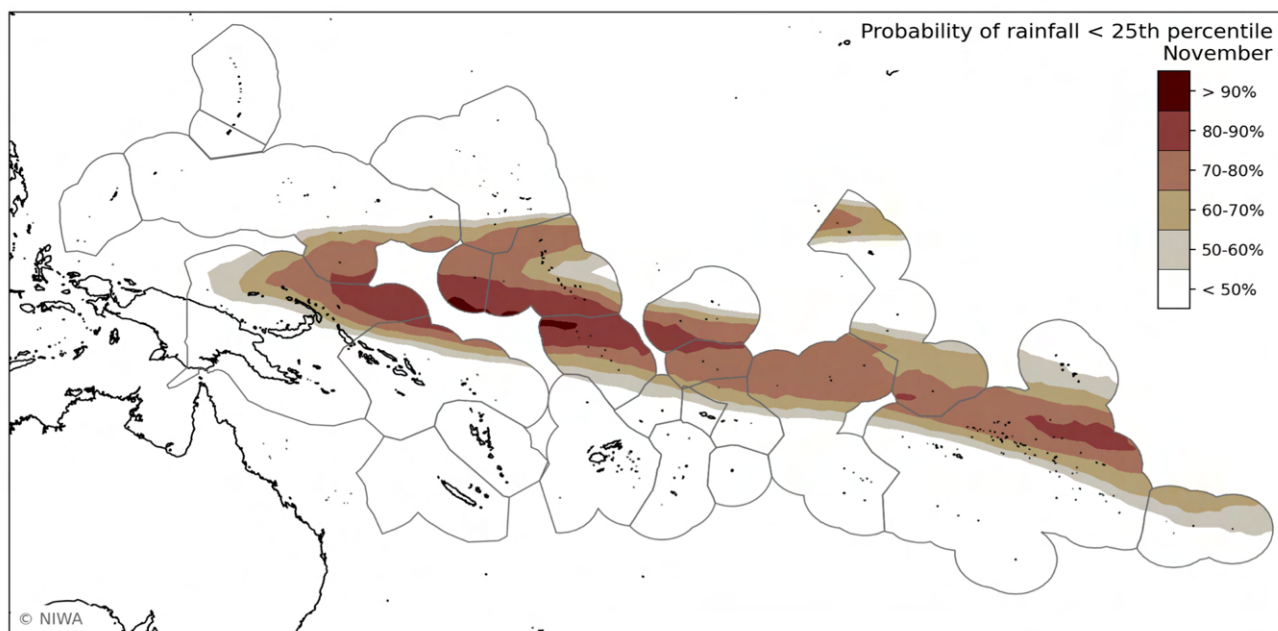 Probability of rainfall < 25th percentile
November
> 90%
80-90%
70-80%
60-70%
50-60%
< 50%
© NIWA